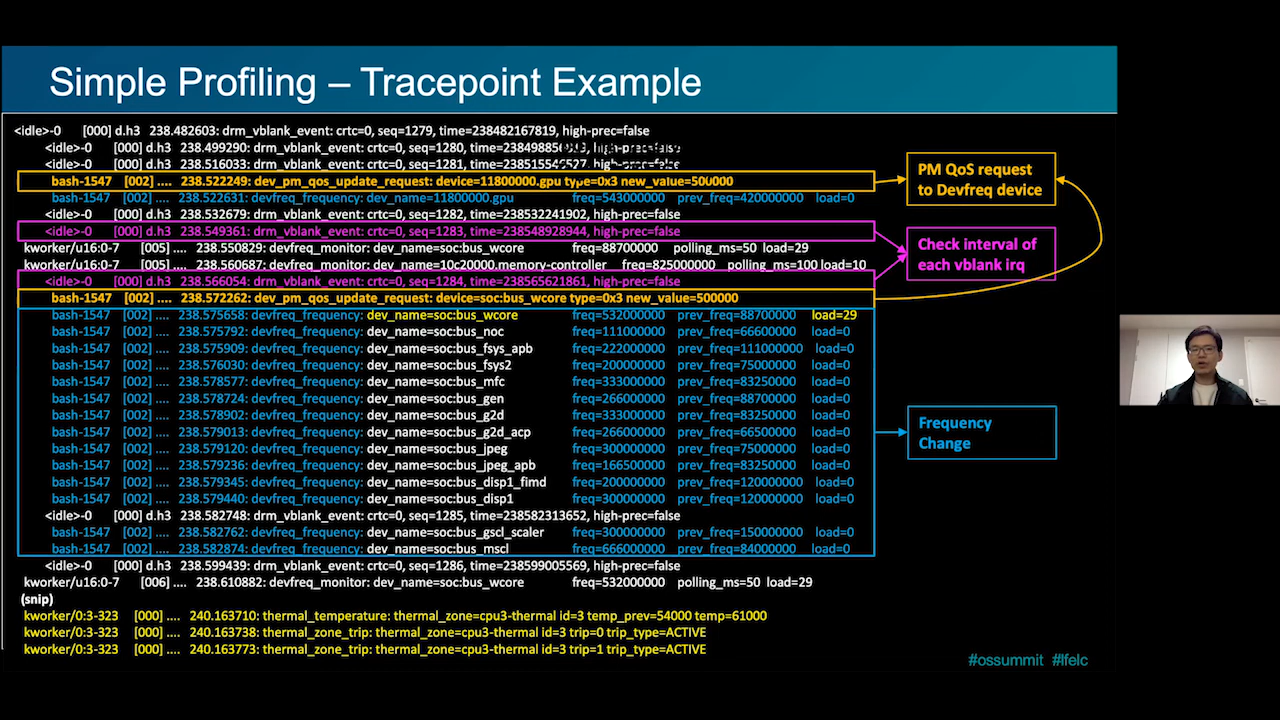 Simple Profiling – Tracepoint Example
<idle>-0 [000] d.h3 238.482603: drm_vblank_event: crtc=0, seq=1279, time=238482167819, high-prec=false
<idle>-0 [000] d.h3 238.499290: drm_vblank_event: crtc=0, seq=1280, high-prec=false
<idle>-0 [000] d.h3 238.516033: drm_vblank_event: crtc=0, seq=1281, high-prec=false
bash-1547 [002] .... 238.522249: dev_pm_qos_update_request: device=11800000.gpu type=0x3 new_value=500000
PM QoS request
to Devfreq device
bash-1547 [002] .... 238.522631: devfreq_frequency: dev_name=11800000.gpu freq=543000000 prev_freq=420000000 load=0
<idle>-0 [000] d.h3 238.532679: drm_vblank_event: crtc=0, seq=1282, time=238532241902, high-prec=false
<idle>-0 [000] d.h3 238.549361: drm_vblank_event: crtc=0, seq=1283, time=238548928944, high-prec=false
Check interval of
each vblank irq
kworker/u16:0-7 [005] .... 238.550829: devfreq_monitor: dev_name=soc:bus_wcore freq=88700000 polling_ms=50 load=29
kworker/u16:0-7 [005] .... 238.560687: devfreq_monitor: dev_name=10c20000.memory-controller freq=825000000 polling_ms=100 load=10
<idle>-0 [000] d.h3 238.566054: drm_vblank_event: crtc=0, seq=1284, time=238565621861, high-prec=false
bash-1547 [002] .... 238.572262: dev_pm_qos_update_request: device=soc:bus_wcore type=0x3 new_value=500000
bash-1547 [002] .... 238.575658: devfreq_frequency: dev_name=soc:bus_wcore freq=532000000 prev_freq=88700000 load=29
bash-1547 [002] .... 238.575792: devfreq_frequency: dev_name=soc:bus_noc freq=111000000 prev_freq=66600000 load=0
bash-1547 [002] .... 238.575909: devfreq_frequency: dev_name=soc:bus_fsys_apb freq=222000000 prev_freq=111000000 load=0
bash-1547 [002] .... 238.576030: devfreq_frequency: dev_name=soc:bus_fsys2 freq=200000000 prev_freq=75000000 load=0
bash-1547 [002] .... 238.578577: devfreq_frequency: dev_name=soc:bus_mfc freq=333000000 prev_freq=83250000 load=0
bash-1547 [002] .... 238.578724: devfreq_frequency: dev_name=soc:bus_gen freq=266000000 prev_freq=88700000 load=0
bash-1547 [002] .... 238.578902: devfreq_frequency: dev_name=soc:bus_g2d freq=333000000 prev_freq=83250000 load=0
bash-1547 [002] .... 238.579013: devfreq_frequency: dev_name=soc:bus_g2d_acp freq=266000000 prev_freq=66500000 load=0
bash-1547 [002] .... 238.579120: devfreq_frequency: dev_name=soc:bus_jpeg freq=300000000 prev_freq=75000000 load=0
bash-1547 [002] .... 238.579236: devfreq_frequency: dev_name=soc:bus_jpeg_apb freq=166500000 prev_freq=83250000 load=0
bash-1547 [002] .... 238.579345: devfreq_frequency: dev_name=soc:bus_disp1_fimd freq=200000000 prev_freq=120000000 load=0
bash-1547 [002] .... 238.579440: devfreq_frequency: dev_name=soc:bus_disp1 freq=300000000 prev_freq=120000000 load=0
Frequency
Change
<idle>-0 [000] d.h3 238.582748: drm_vblank_event: crtc=0, seq=1285, time=238582313652, high-prec=false
bash-1547 [002] .... 238.582762: devfreq_frequency: dev_name=soc:bus_gscl_scaler freq=300000000 prev_freq=150000000 load=0
bash-1547 [002] .... 238.582874: devfreq_frequency: dev_name=soc:bus_mscl freq=666000000 prev_freq=84000000 load=0
<idle>-0 [000] d.h3 238.599439: drm_vblank_event: crtc=0, seq=1286, time=238599005569, high-prec=false
kworker/u16:0-7 [006] .... 238.610882: devfreq_monitor: dev_name=soc:bus_wcore freq=532000000 polling_ms=50 load=29
(snip)
kworker/0:3-323 [000] .... 240.163710: thermal_temperature: thermal_zone=cpu3-thermal id=3 temp_prev=54000 temp=61000
kworker/0:3-323 [000] .... 240.163738: thermal_zone_trip: thermal_zone=cpu3-thermal id=3 trip=0 trip_type=ACTIVE
kworker/0:3-323 [000] .... 240.163773: thermal_zone_trip: thermal_zone=cpu3-thermal id=3 trip=1 trip_type=ACTIVE
#ossummit #lfelc